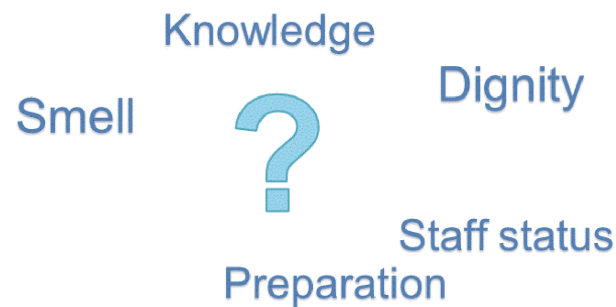 Knowledge
Dignity
Smell
?
Staff status
Preparation